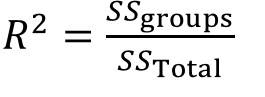 R² = SS_groups / SS_Total